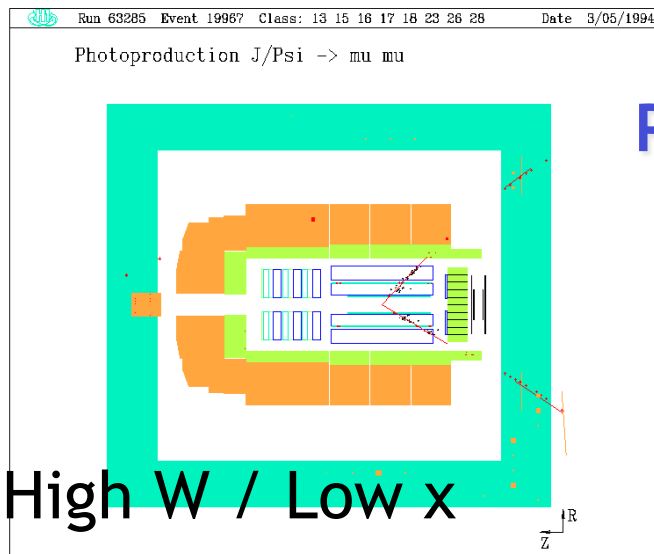 Run 63285 Event 19967 Class: 13 15 16 17 18 23 26 28 Date 3/05/1994
Photoproduction J/Psi -> mu mu
High W / Low x
R
Z